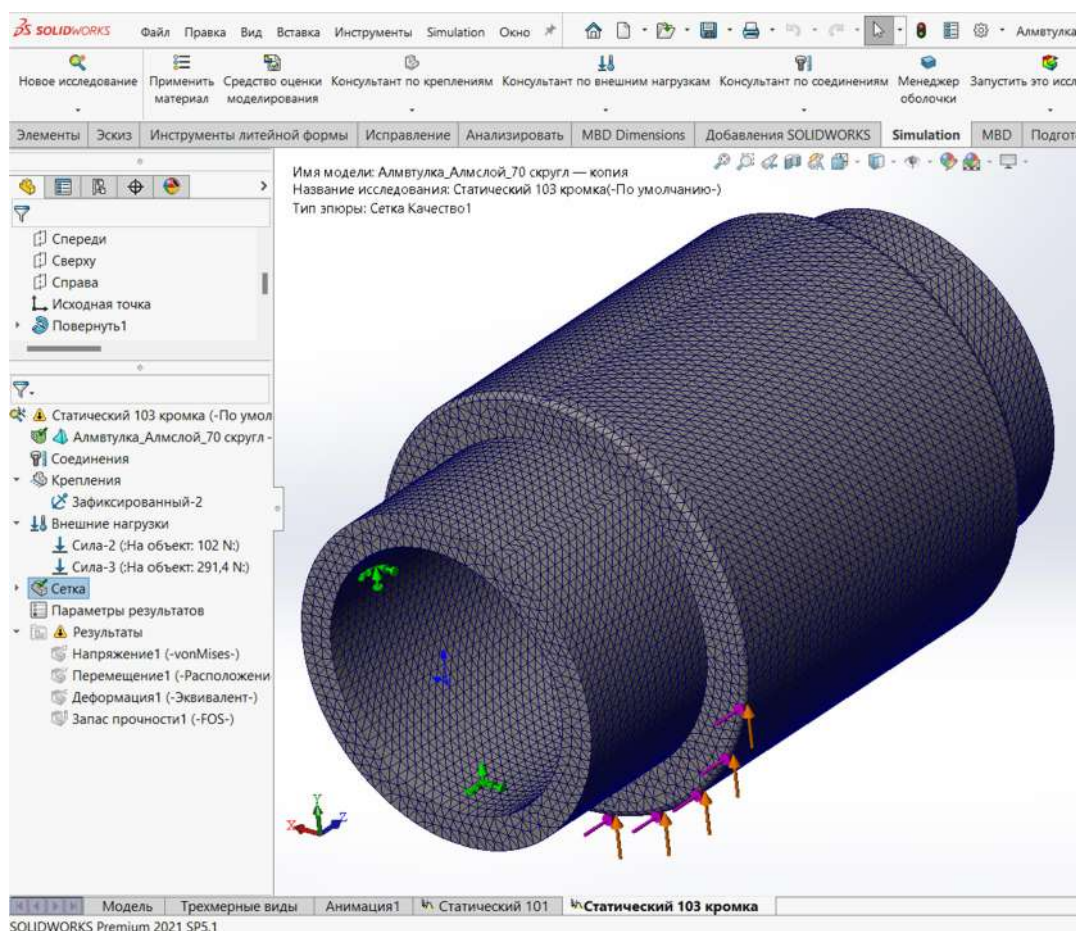 SOLIDWORKS Файл Правка Вид Вставка Инструменты Simulation Окно Алмвтулка
Новое исследование Применить материал Средство оценки моделирования Консультант по креплениям Консультант по внешним нагрузкам Консультант по соединениям Менеджер оболочки Запустить это иссл
Элементы Эскиз Инструменты литейной формы Исправление Анализировать MBD Dimensions Добавления SOLIDWORKS Simulation MBD Подгот
Имя модели: Алмвтулка_Алмслой_70 скругл — копия
Название исследования: Статический 103 кромка(-По умолчанию-)
Тип эпюры: Сетка Качество1
Спереди
Сверху
Справа
Исходная точка
Повернуть1
Статический 103 кромка (-По умол
Алмвтулка_Алмслой_70 скругл -
Соединения
Крепления
Зафиксированный-2
Внешние нагрузки
Сила-2 (:На объект: 102 N:)
Сила-3 (:На объект: 291,4 N:)
Сетка
Параметры результатов
Результаты
Напряжение1 (-vonMises-)
Перемещение1 (-Расположени
Деформация1 (-Эквивалент-)
Запас прочности1 (-FOS-)
Y
X
Z
Модель Трехмерные виды Анимация1 Статический 101 Статический 103 кромка
SOLIDWORKS Premium 2021 SP5.1